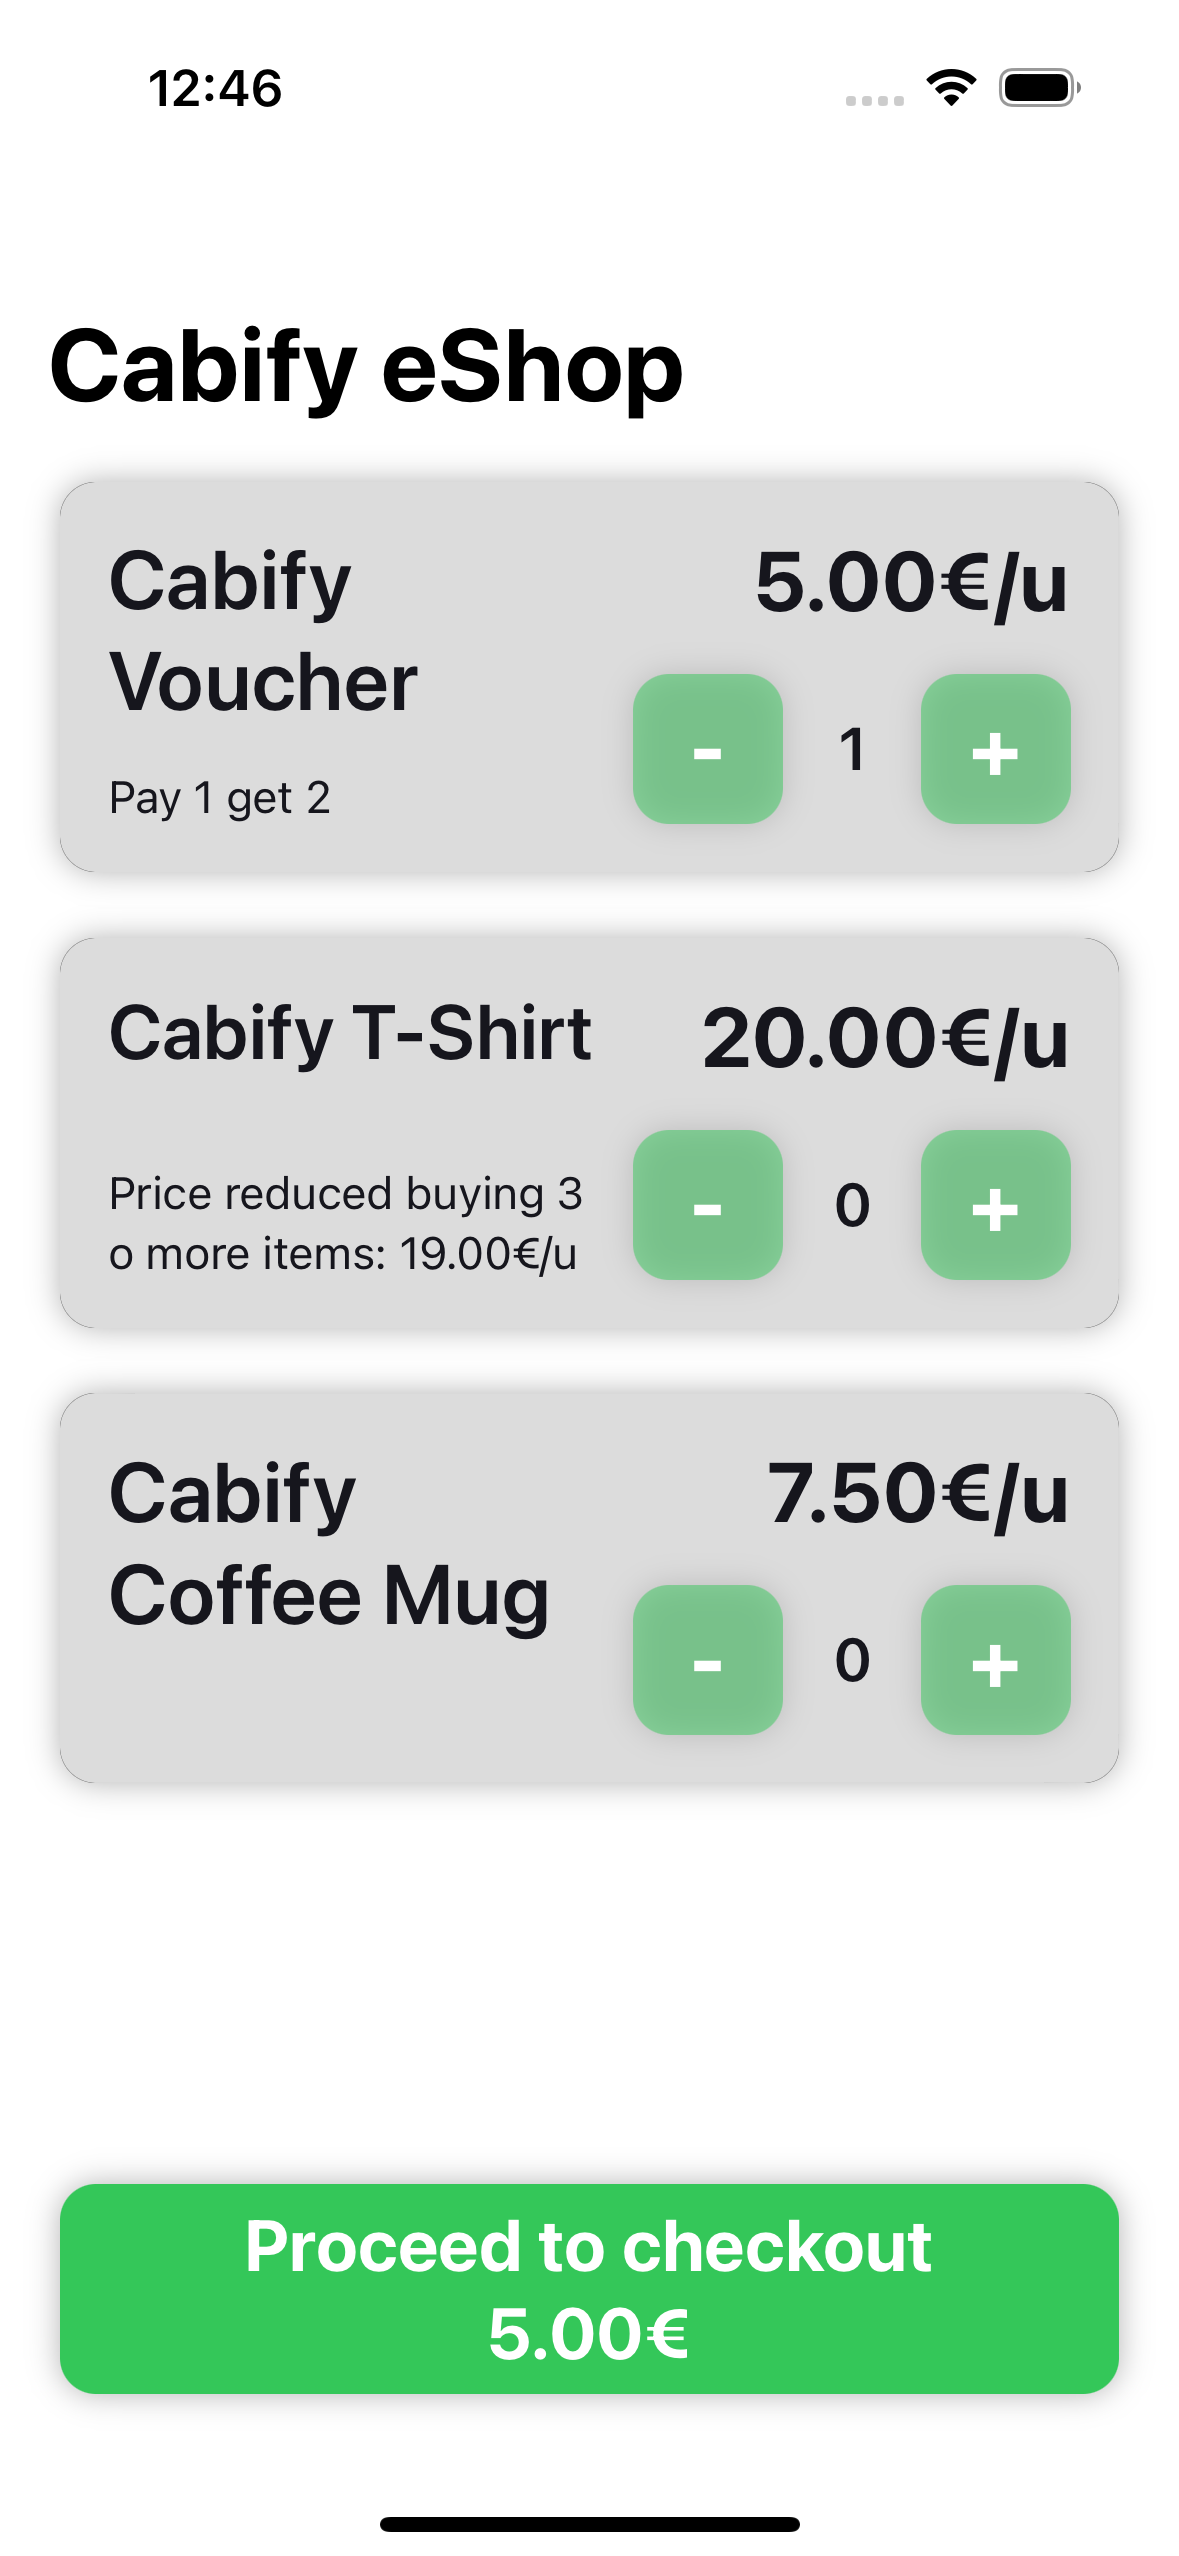 12:46
Cabify eShop
Cabify
Voucher
5.00€/u
Pay 1 get 2
- 1 +
Cabify T-Shirt
20.00€/u
Price reduced buying 3
o more items: 19.00€/u
- 0 +
Cabify
Coffee Mug
7.50€/u
- 0 +
Proceed to checkout
5.00€